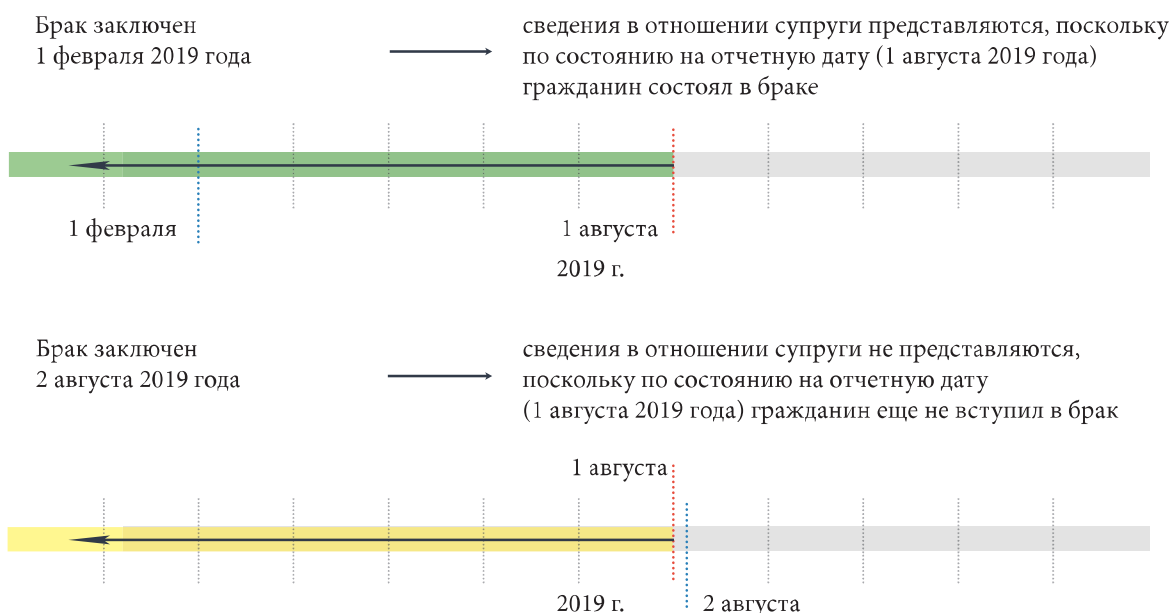 Брак заключен
1 февраля 2019 года
сведения в отношении супруги представляются, поскольку
по состоянию на отчетную дату (1 августа 2019 года)
гражданин состоял в браке
1 февраля
1 августа
2019 г.
Брак заключен
2 августа 2019 года
сведения в отношении супруги не представляются,
поскольку по состоянию на отчетную дату
(1 августа 2019 года) гражданин еще не вступил в брак
1 августа
2019 г.
2 августа